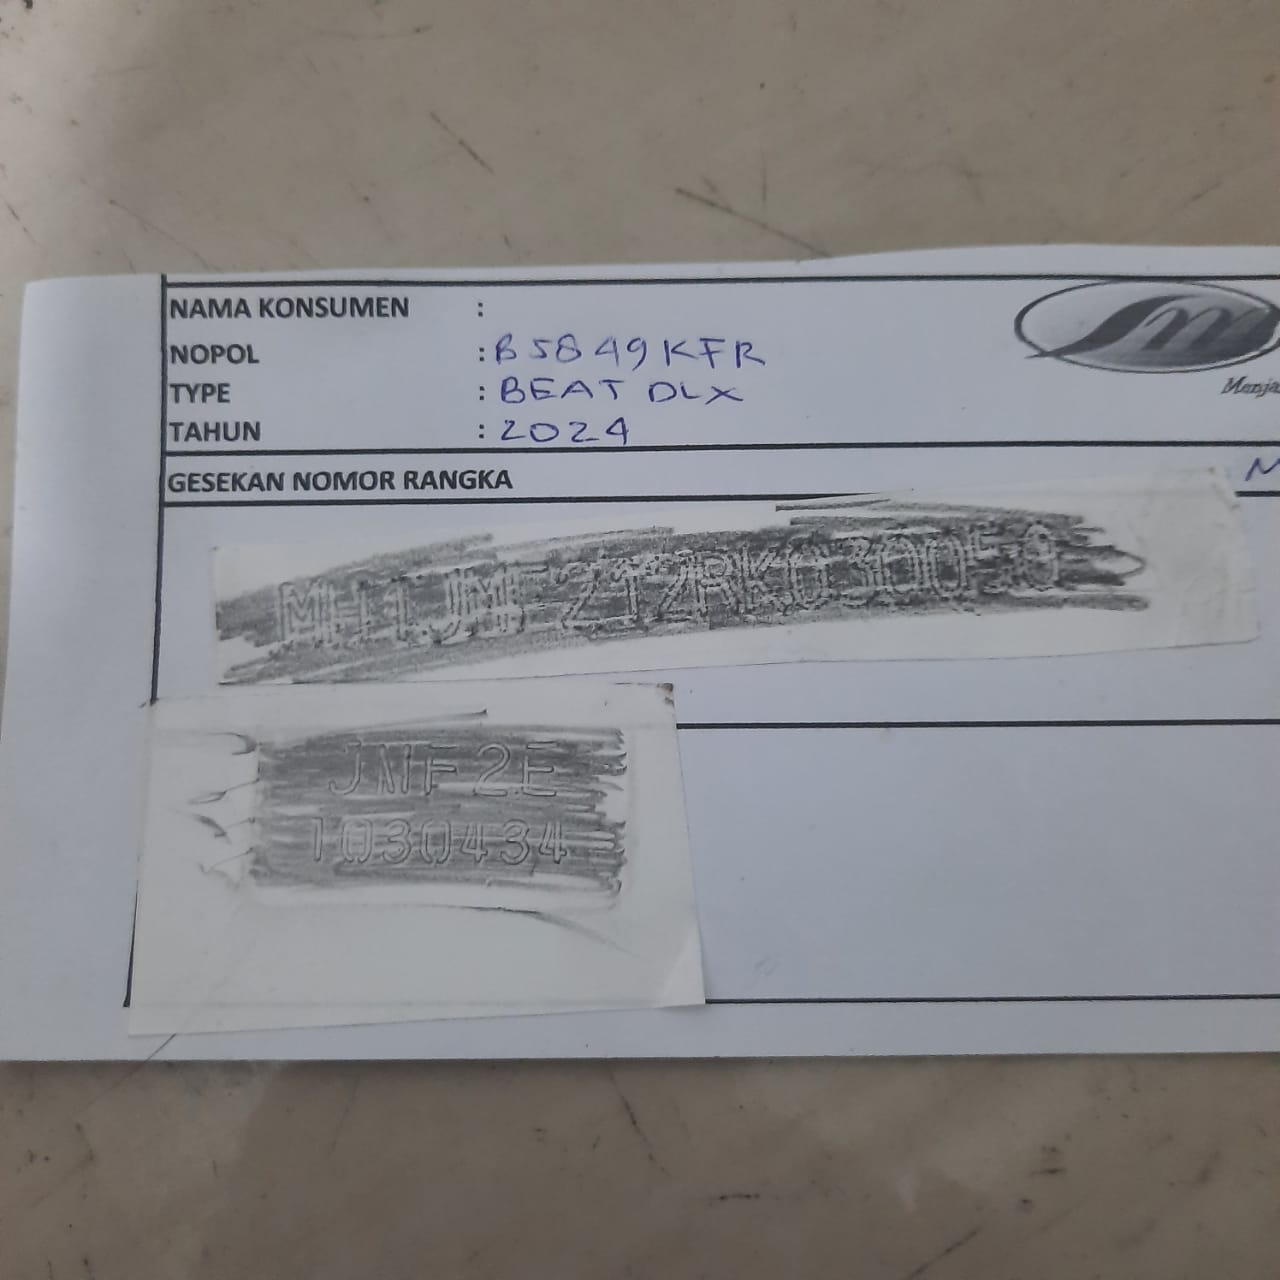 NAMA KONSUMEN :
NOPOL : B 5849 KFR
TYPE : BEAT DLX
TAHUN : 2024
GESEKAN NOMOR RANGKA
JMF2E
1030434